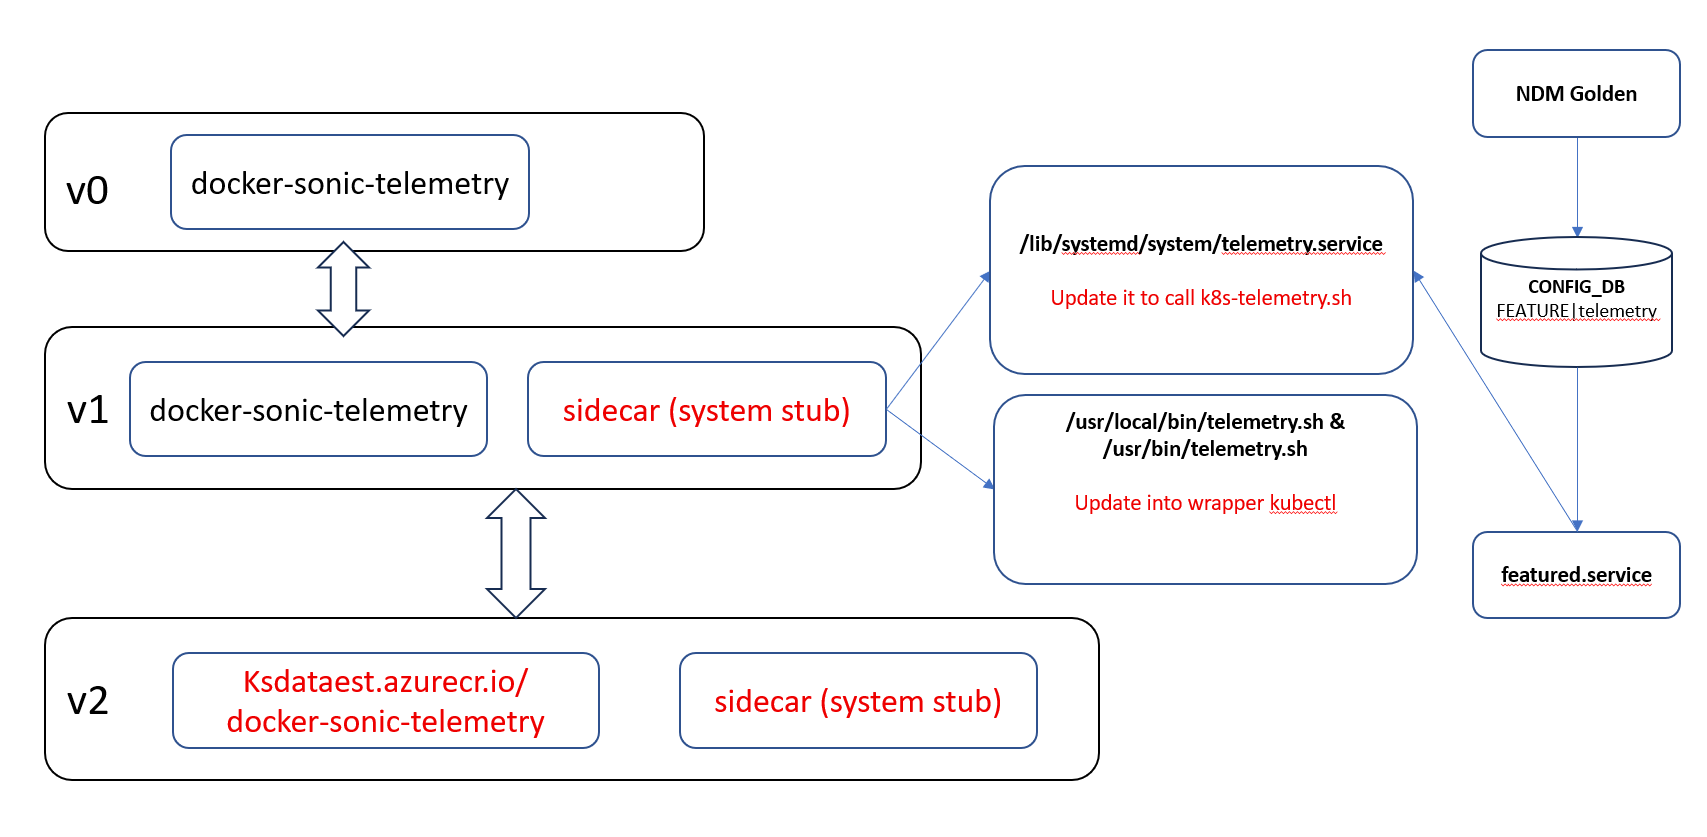 v0
docker-sonic-telemetry
v1
docker-sonic-telemetry
sidecar (system stub)
v2
Ksdataest.azurecr.io/
docker-sonic-telemetry
sidecar (system stub)
/lib/systemd/system/telemetry.service
Update it to call k8s-telemetry.sh
/usr/local/bin/telemetry.sh &
/usr/bin/telemetry.sh
Update into wrapper kubectl
NDM Golden
CONFIG_DB
FEATURE|telemetry
featured.service